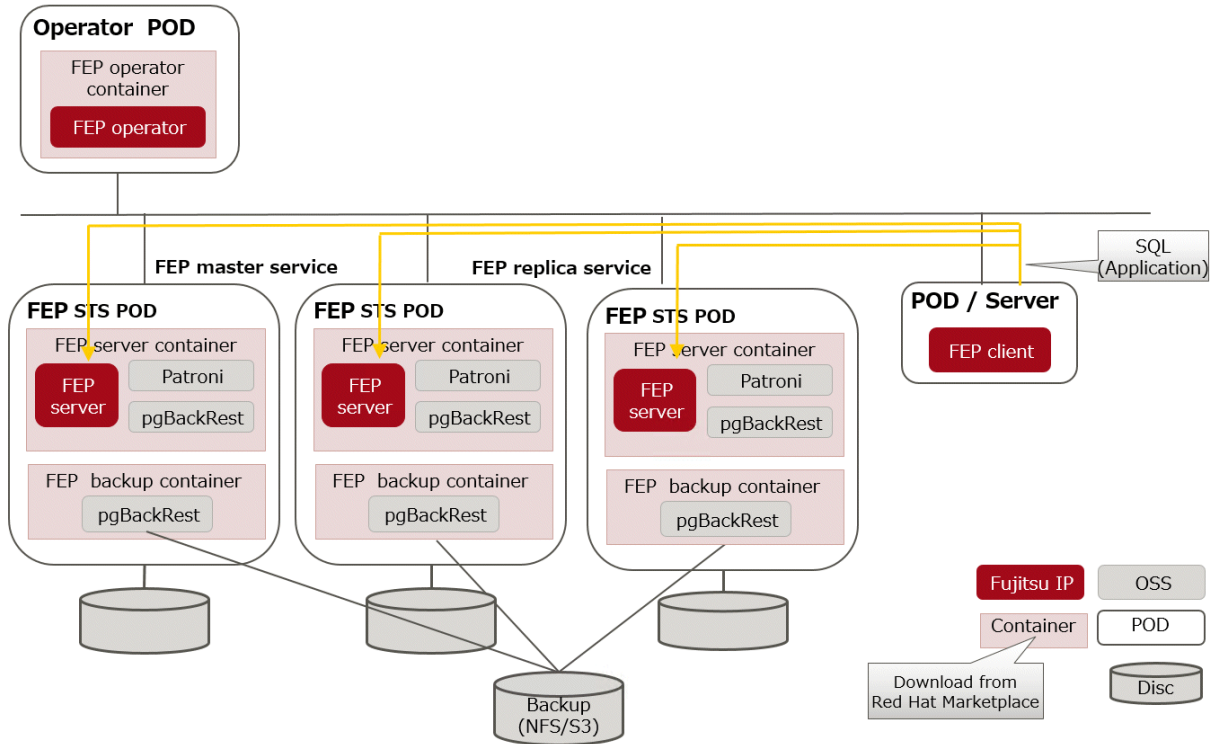 Operator POD
FEP operator
container
FEP operator
SQL
(Application)
FEP master service
FEP replica service
FEP STS POD
FEP server container
FEP
server
Patroni
pgBackRest
FEP backup container
pgBackRest
FEP STS POD
FEP server container
FEP
server
Patroni
pgBackRest
FEP backup container
pgBackRest
FEP STS POD
FEP server container
FEP
server
Patroni
pgBackRest
FEP backup container
pgBackRest
POD / Server
FEP client
Backup
(NFS/S3)
Fujitsu IP
OSS
Container
POD
Download from
Red Hat Marketplace
Disc